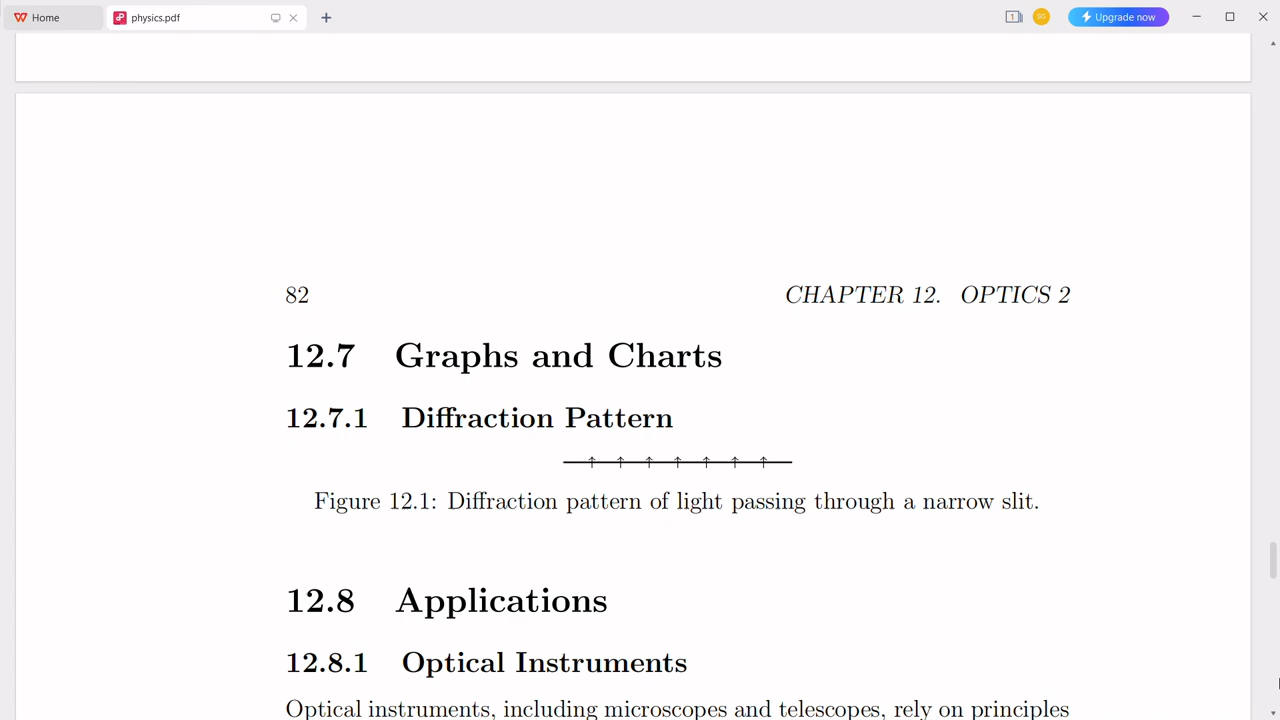 Home
physics.pdf
1
SG
Upgrade now
82 CHAPTER 12. OPTICS 2
12.7 Graphs and Charts
12.7.1 Diffraction Pattern
Figure 12.1: Diffraction pattern of light passing through a narrow slit.
12.8 Applications
12.8.1 Optical Instruments
Optical instruments, including microscopes and telescopes, rely on principles